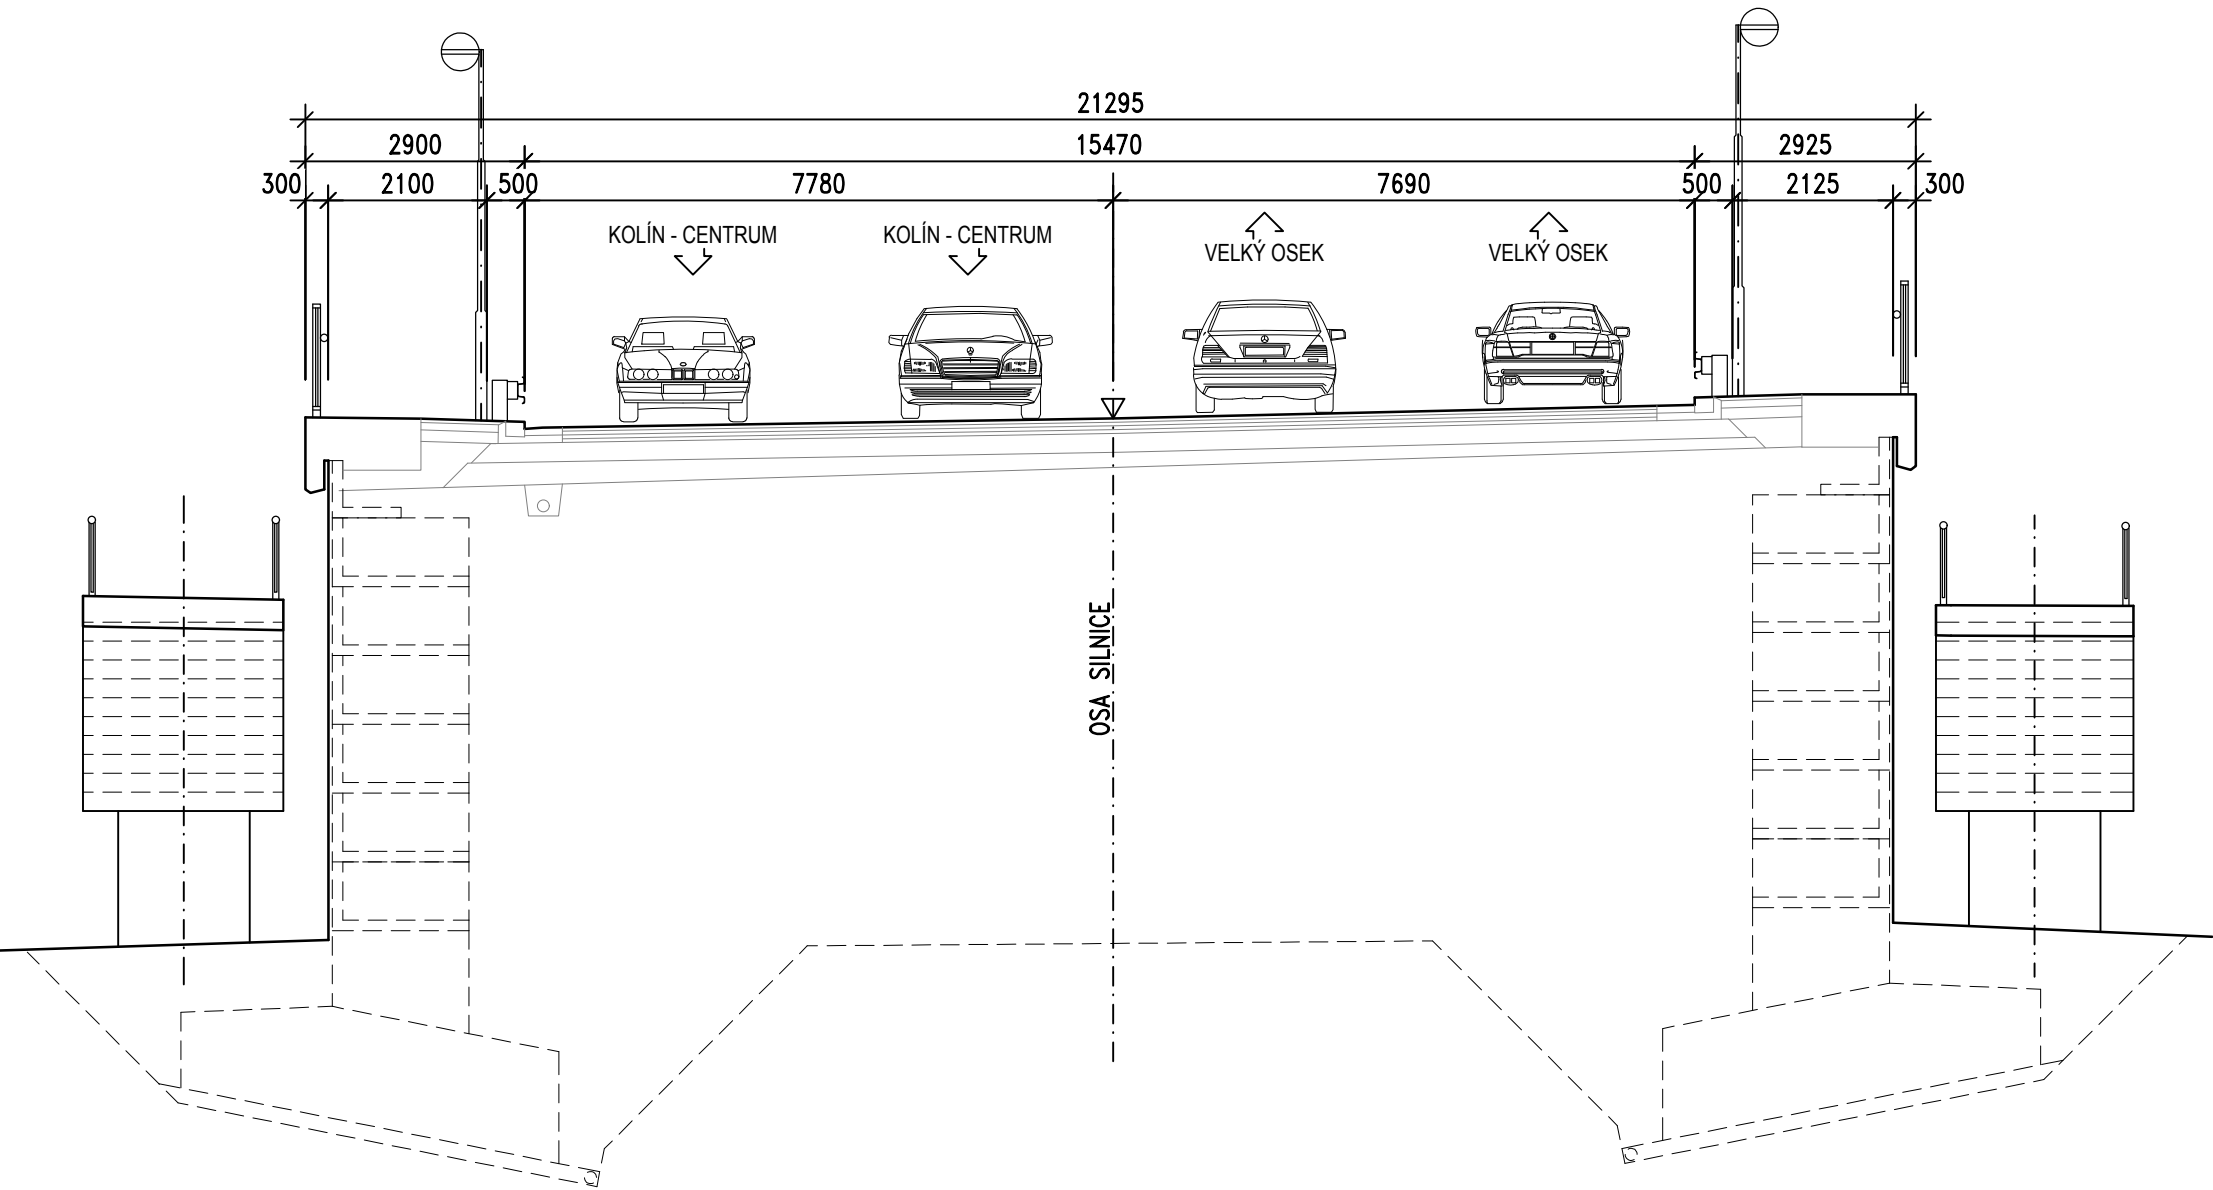 21295
2900 15470 2925
300 2100 500 7780 7690 500 2125 300
KOLÍN - CENTRUM KOLÍN - CENTRUM VELKÝ OSEK VELKÝ OSEK
OSA SILNICE